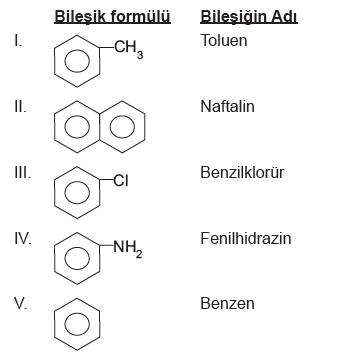 Bileşik formülü Bileşiğin Adı
I. CH3 Toluen
II. Naftalin
III. Cl Benzilklorür
IV. NH2 Fenilhidrazin
V. Benzen